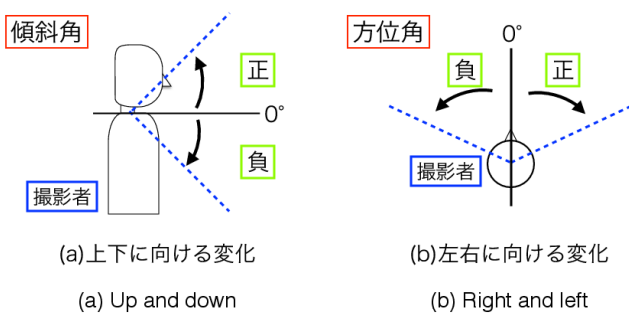 傾斜角
正
0°
負
撮影者
(a)上下に向ける変化
(a) Up and down
方位角
0°
負
正
撮影者
(b)左右に向ける変化
(b) Right and left